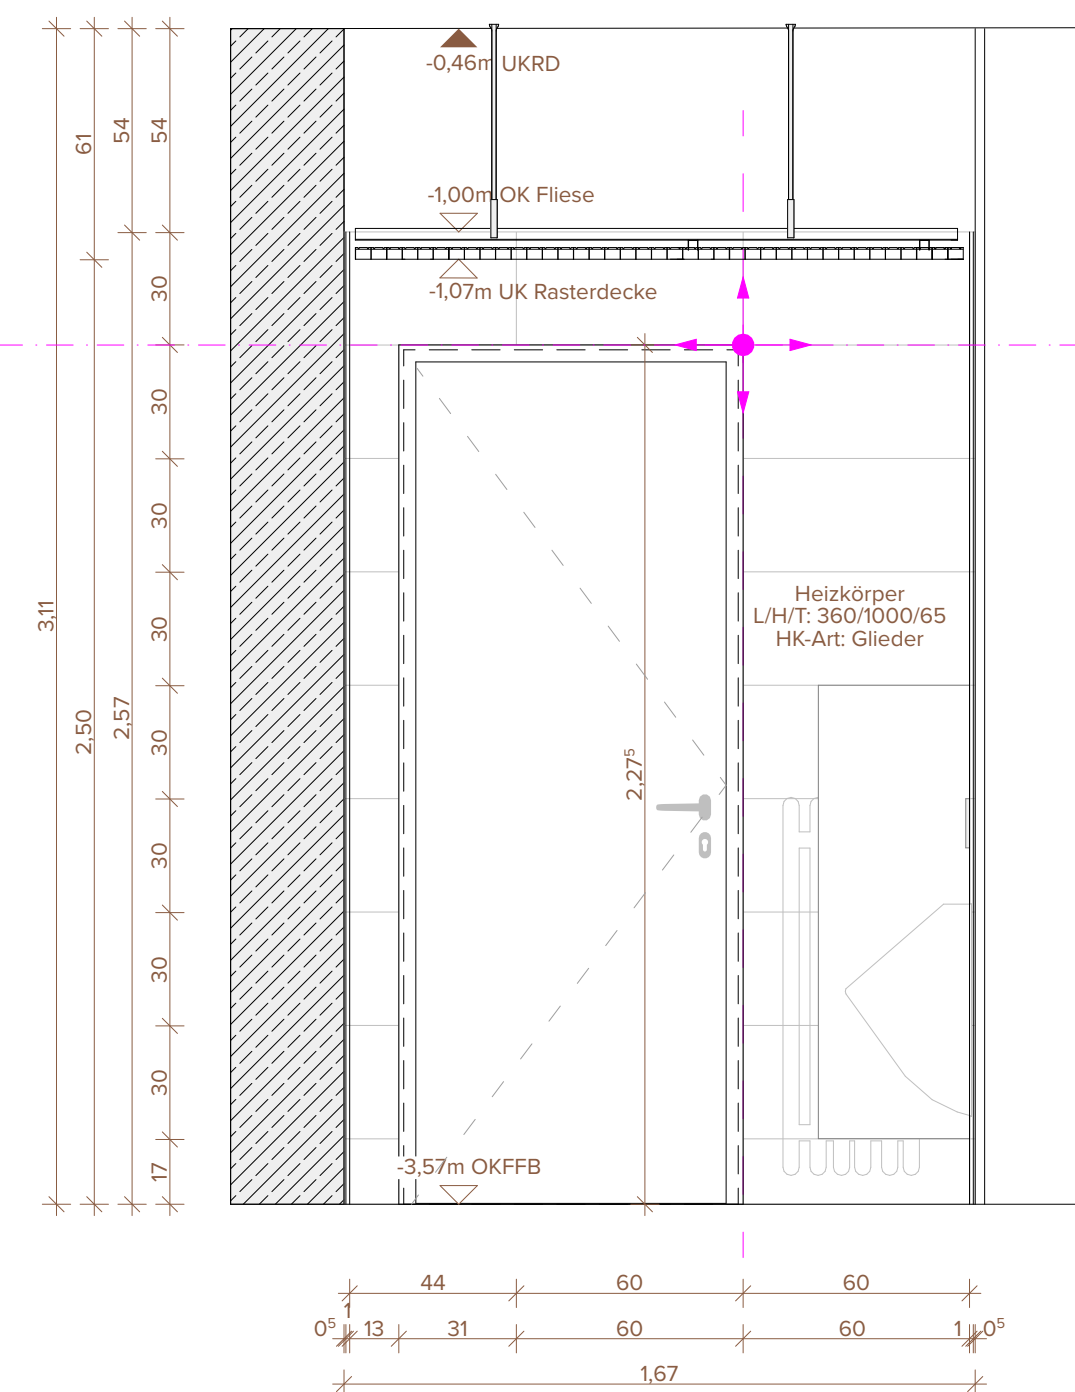 -0,46m UKRD
-1,00m OK Fliese
-1,07m UK Rasterdecke
61
54
54
30
30
30
30
30
30
30
30
17
3,11
2,50
2,57
2,27⁵
Heizkörper
L/H/T: 360/1000/65
HK-Art: Glieder
-3,57m OKFFB
44 60 60
1
0⁵ 13 31 60 60 1 0⁵
1,67